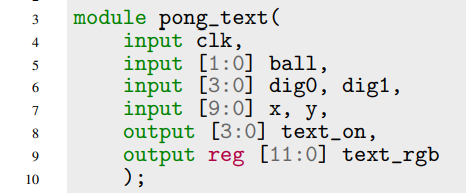 3 module pong_text(
4 input clk,
5 input [1:0] ball,
6 input [3:0] dig0, dig1,
7 input [9:0] x, y,
8 output [3:0] text_on,
9 output reg [11:0] text_rgb
10 );